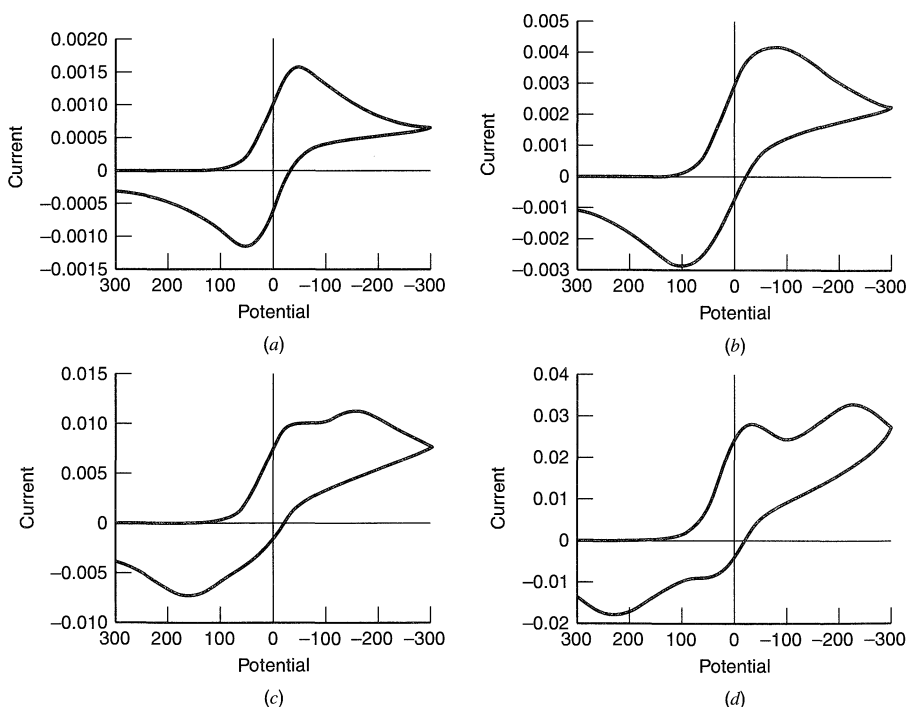 0.0020
0.0015
0.0010
0.0005
0
−0.0005
−0.0010
−0.0015
Current
300 200 100 0 −100 −200 −300
Potential
(a)
0.005
0.004
0.003
0.002
0.001
0
−0.001
−0.002
−0.003
Current
300 200 100 0 −100 −200 −300
Potential
(b)
0.015
0.010
0.005
0
−0.005
−0.010
Current
300 200 100 0 −100 −200 −300
Potential
(c)
0.04
0.03
0.02
0.01
0
−0.01
−0.02
Current
300 200 100 0 −100 −200 −300
Potential
(d)